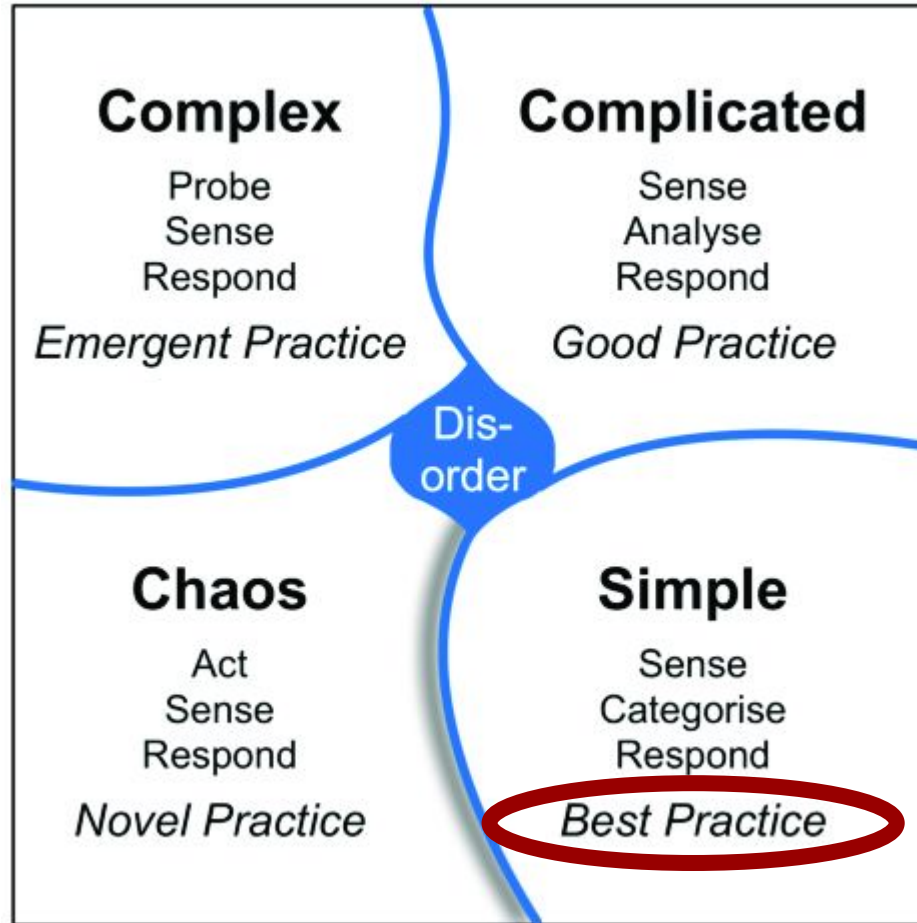 Complex
Probe
Sense
Respond
Emergent Practice
Complicated
Sense
Analyse
Respond
Good Practice
Dis-
order
Chaos
Act
Sense
Respond
Novel Practice
Simple
Sense
Categorise
Respond
Best Practice